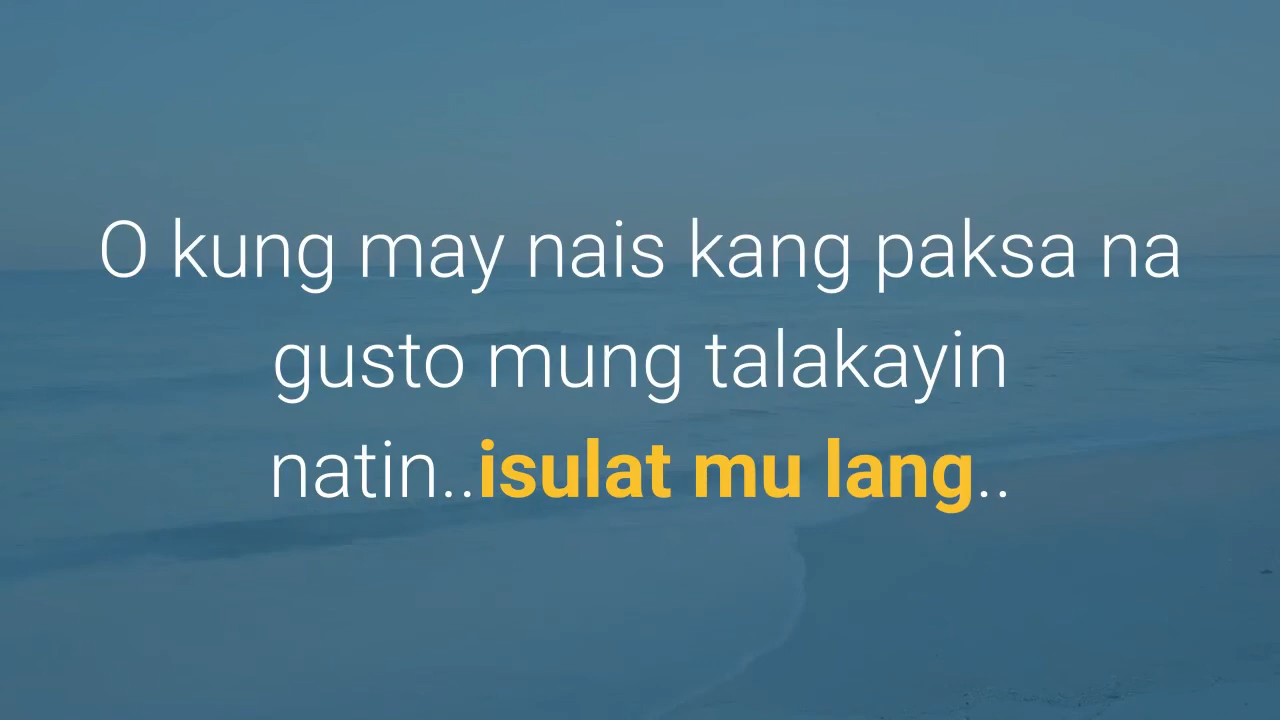 O kung may nais kang paksa na
gusto mung talakayin
natin..isulat mu lang..